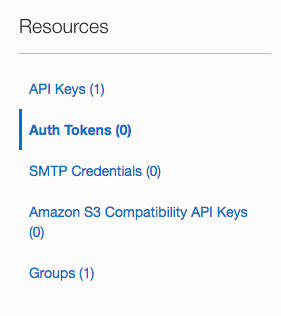 Resources
API Keys (1)
Auth Tokens (0)
SMTP Credentials (0)
Amazon S3 Compatibility API Keys
(0)
Groups (1)